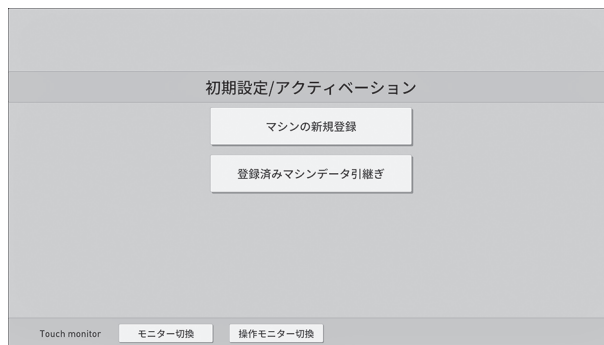 初期設定/アクティベーション
マシンの新規登録
登録済みマシンデータ引継ぎ
Touch monitor モニター切換 操作モニター切換